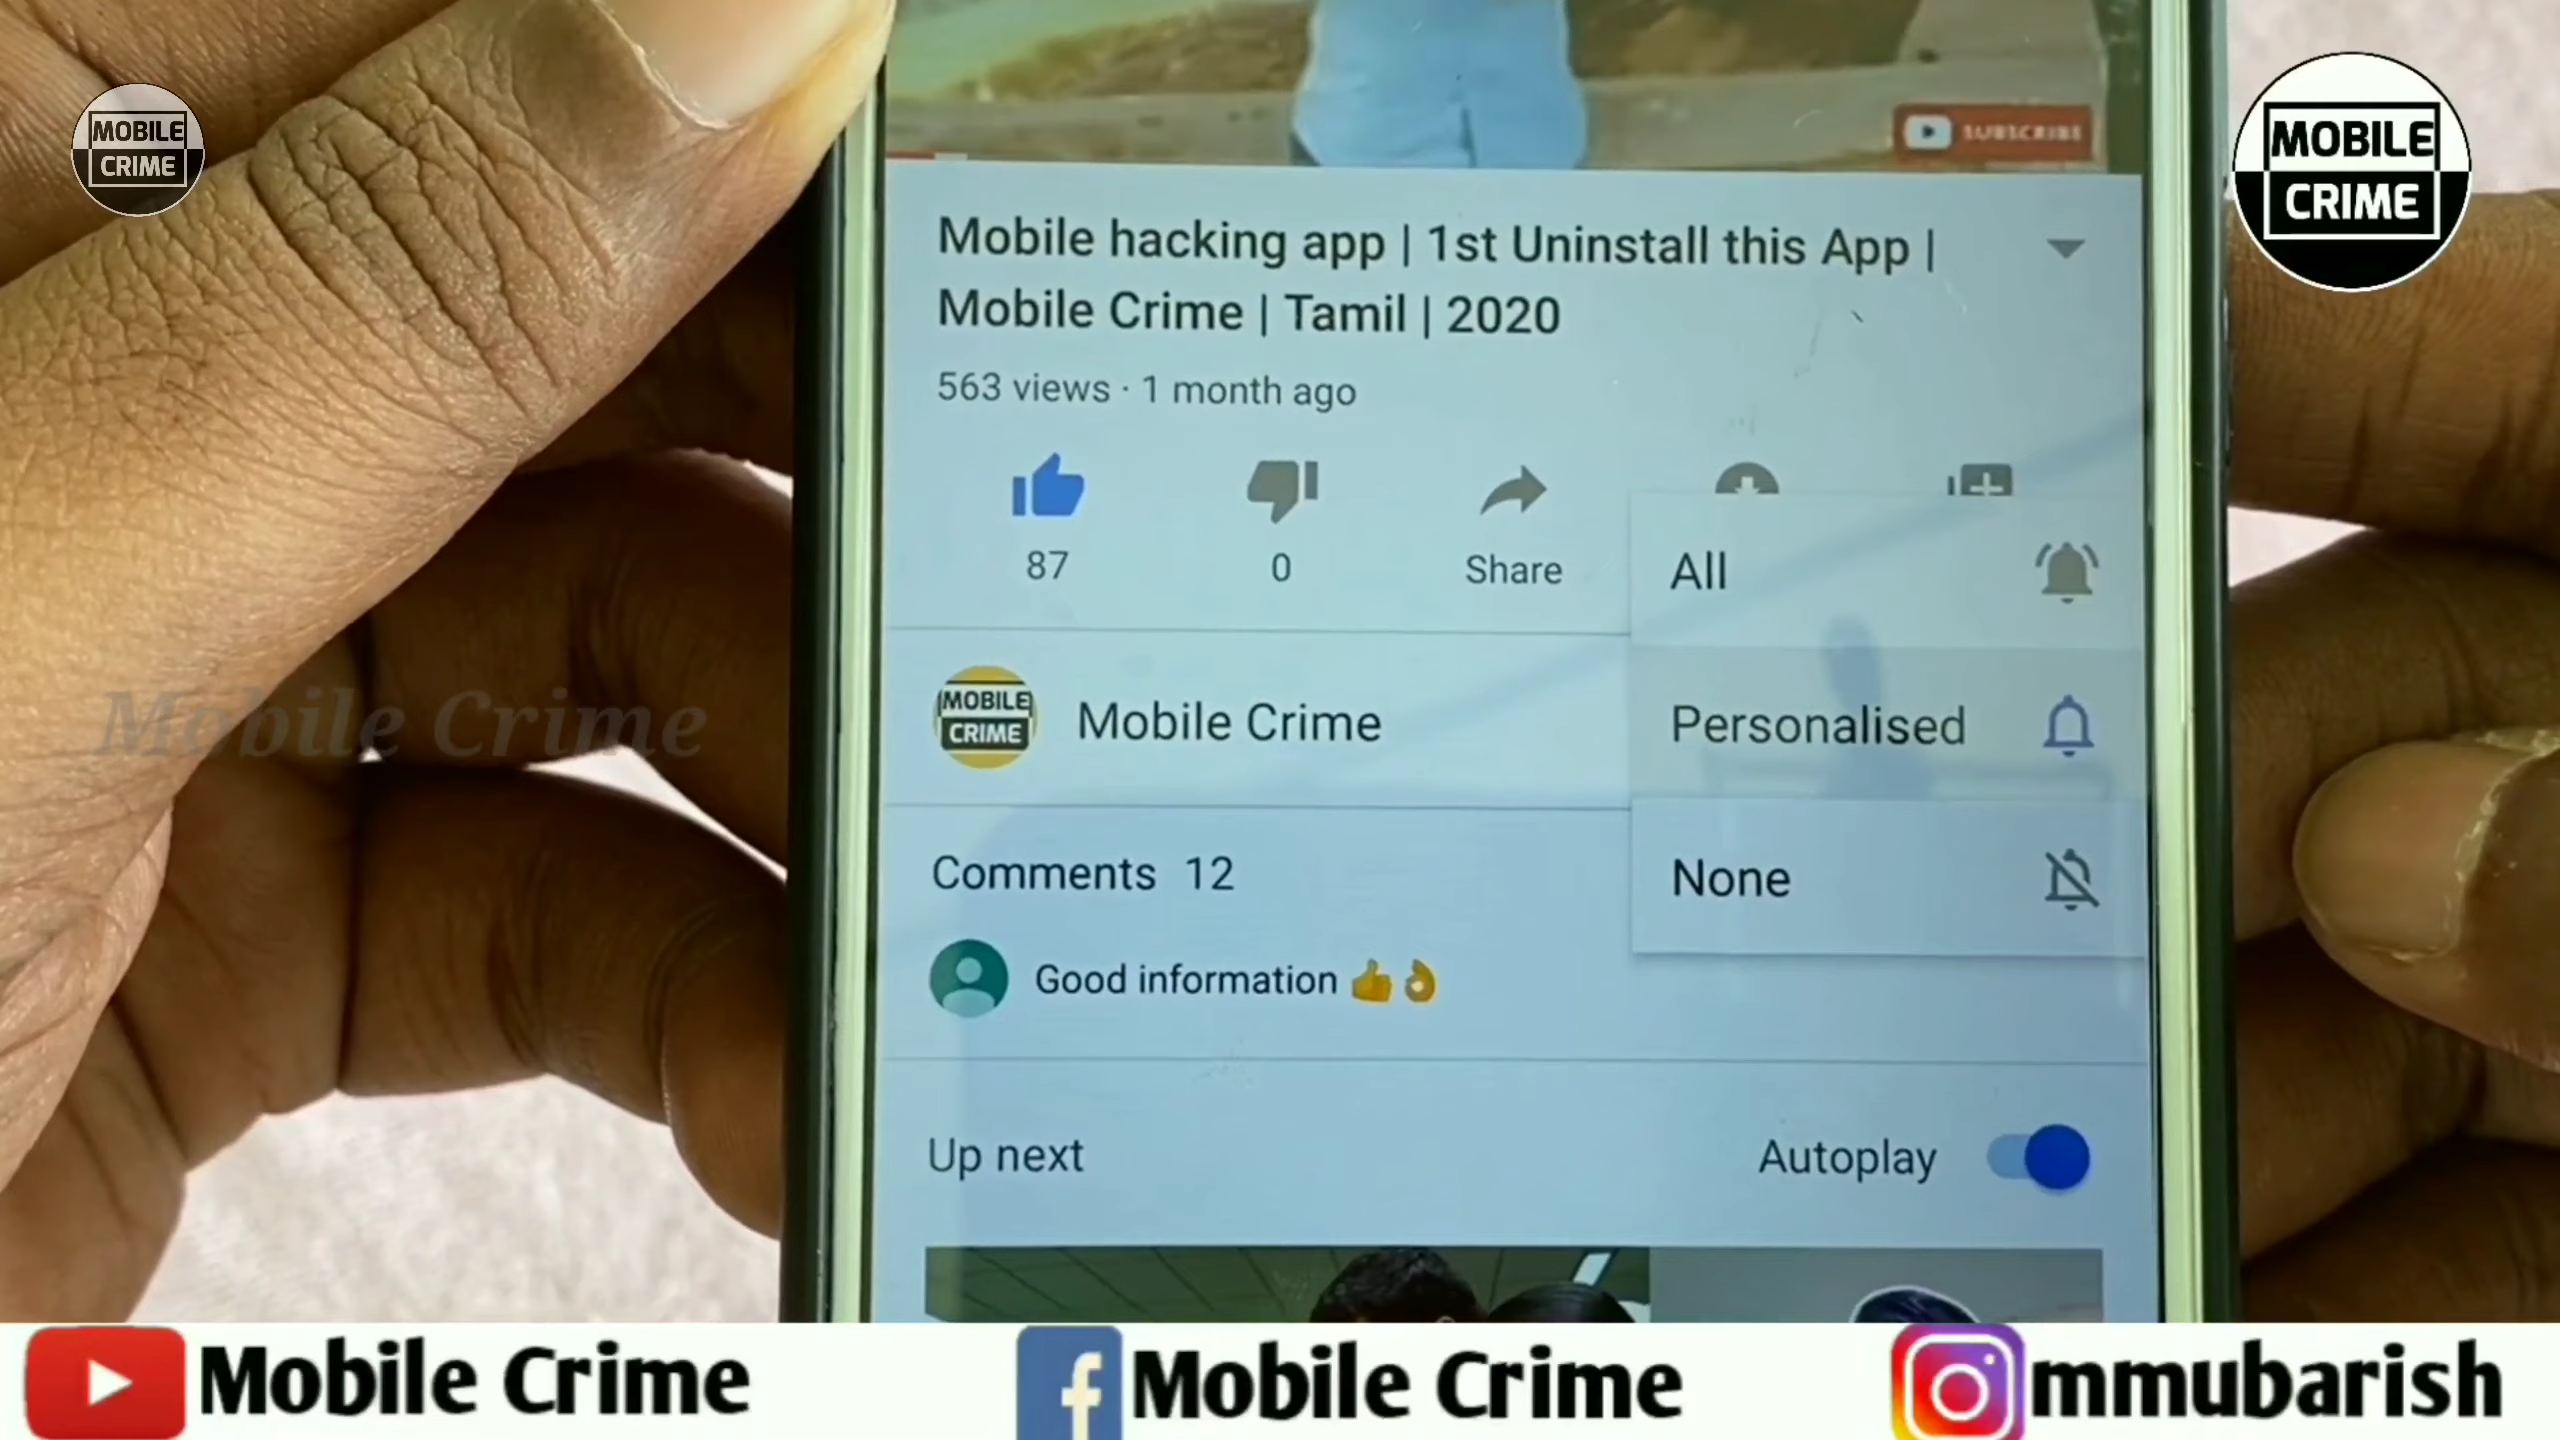 MOBILE
CRIME
MOBILE
CRIME
SUBSCRIBE
Mobile hacking app | 1st Uninstall this App |
Mobile Crime | Tamil | 2020
563 views · 1 month ago
87
0
Share
All
MOBILE
CRIME
Mobile Crime
Personalised
Mobile Crime
Comments 12
None
Good information 👍👌
Up next
Autoplay
Mobile Crime
Mobile Crime
mmubarish